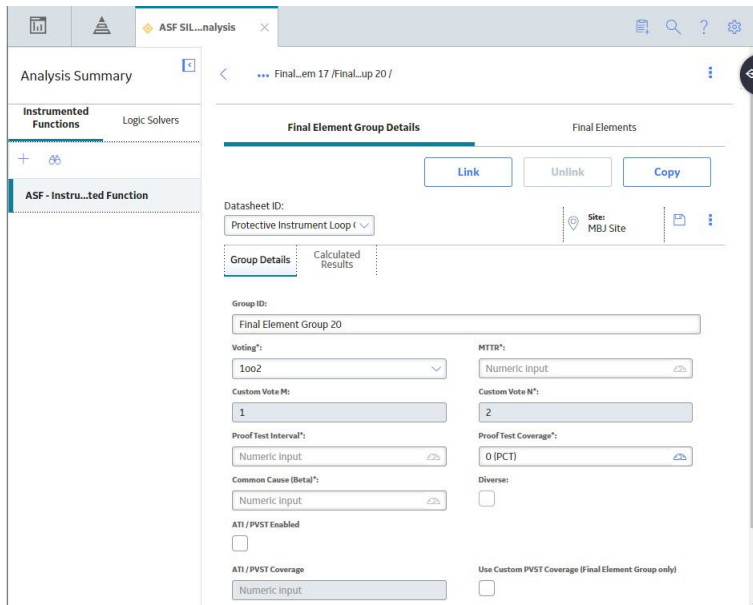 ASF SIL...nalysis
Analysis Summary
Final...em 17 /Final...up 20 /
Instrumented Functions
Logic Solvers
Final Element Group Details
Final Elements
Link
Unlink
Copy
ASF - Instru...ted Function
Datasheet ID:
Protective Instrument Loop (
Site:
MBJ Site
Group Details
Calculated Results
Group ID:
Final Element Group 20
Voting*:
MTTR*:
1oo2
Numeric input
Custom Vote M:
Custom Vote N*:
1
2
Proof Test Interval*:
Proof Test Coverage*:
Numeric input
0 (PCT)
Common Cause (Beta)*:
Diverse:
Numeric input
ATI / PVST Enabled
ATI / PVST Coverage
Use Custom PVST Coverage (Final Element Group only)
Numeric input